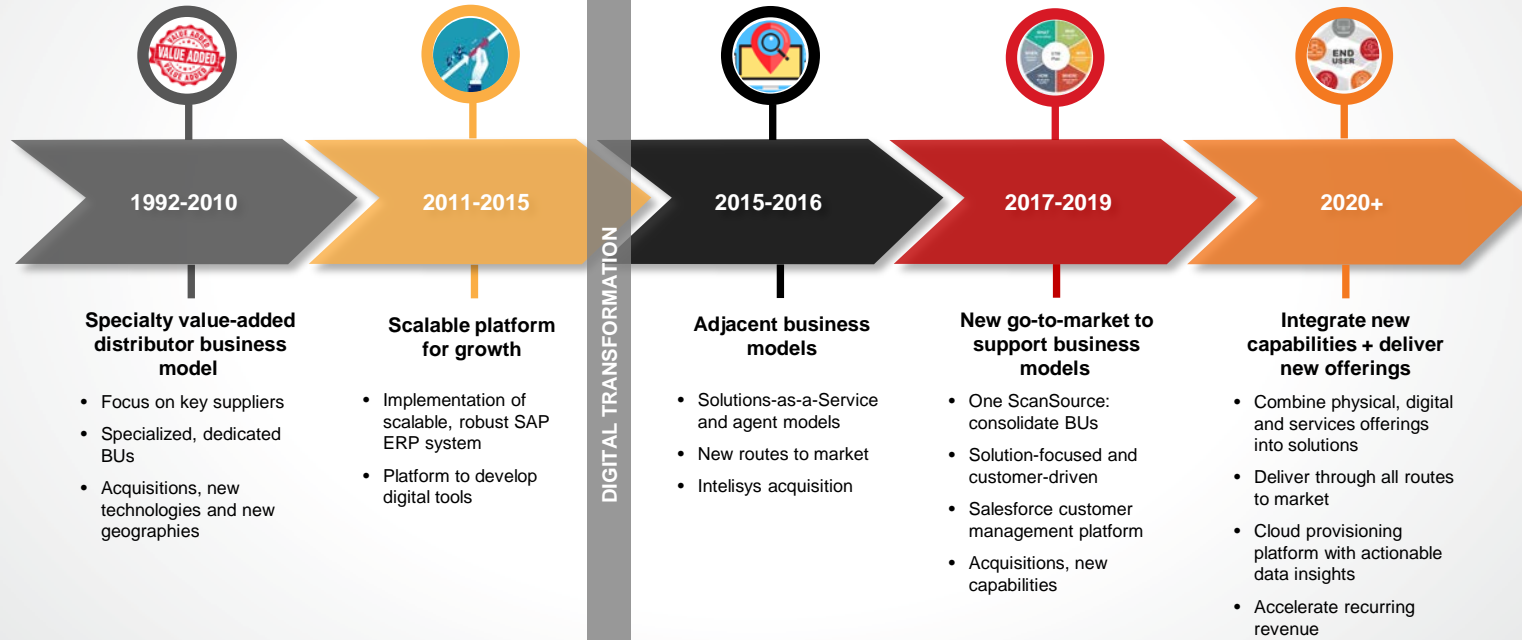 VALUE ADDED
VALUE ADDED
VALUE ADDED
WHAT
WHEN
HOW
WHERE
END
USER
1992-2010
2011-2015
2015-2016
2017-2019
2020+
DIGITAL TRANSFORMATION
Specialty value-added
distributor business
model
• Focus on key suppliers
• Specialized, dedicated
BUs
• Acquisitions, new
technologies and new
geographies
Scalable platform
for growth
• Implementation of
scalable, robust SAP
ERP system
• Platform to develop
digital tools
Adjacent business
models
• Solutions-as-a-Service
and agent models
• New routes to market
• Intelisys acquisition
New go-to-market to
support business
models
• One ScanSource:
consolidate BUs
• Solution-focused and
customer-driven
• Salesforce customer
management platform
• Acquisitions, new
capabilities
Integrate new
capabilities + deliver
new offerings
• Combine physical, digital
and services offerings
into solutions
• Deliver through all routes
to market
• Cloud provisioning
platform with actionable
data insights
• Accelerate recurring
revenue